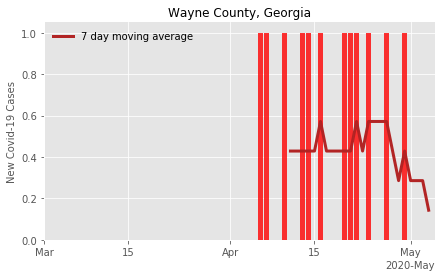 Wayne County, Georgia
7 day moving average
New Covid-19 Cases
1.0
0.8
0.6
0.4
0.2
0.0
Mar 15 Apr 15 May
2020-May